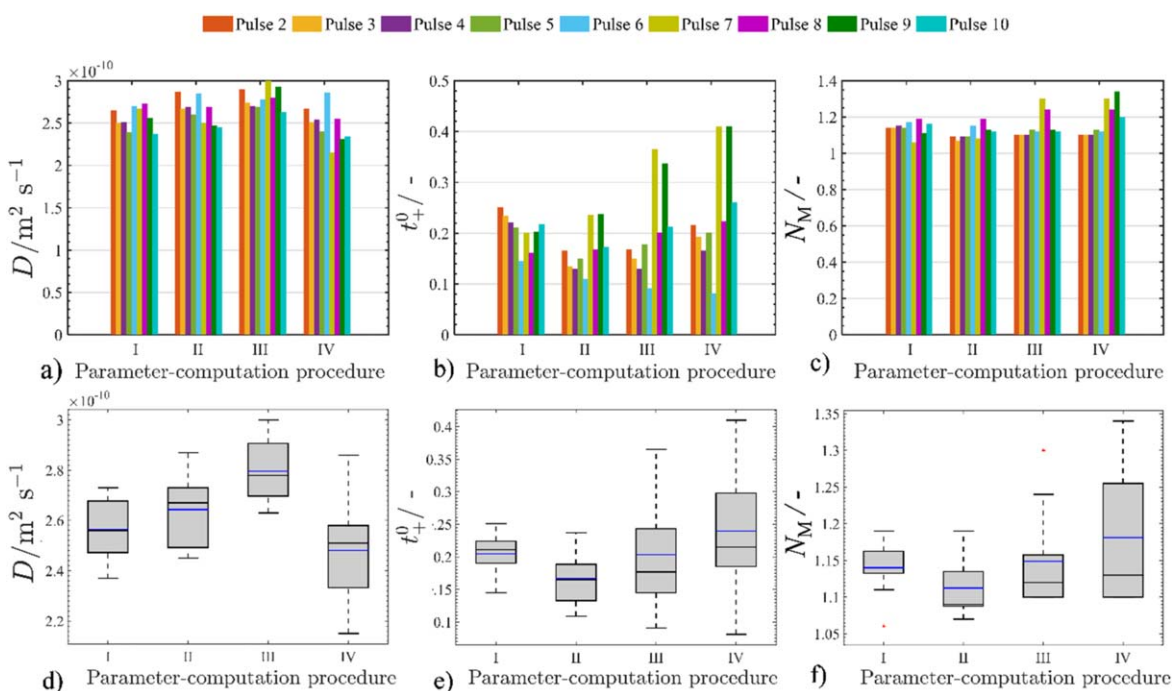 Pulse 2 Pulse 3 Pulse 4 Pulse 5 Pulse 6 Pulse 7 Pulse 8 Pulse 9 Pulse 10
×10⁻¹⁰
3
2.5
2
1.5
1
0.5
0
D/m² s⁻¹
I II III IV
a) Parameter-computation procedure
0.5
0.4
0.3
0.2
0.1
0
t⁰₊/ -
I II III IV
b) Parameter-computation procedure
1.4
1.2
1
0.8
0.6
0.4
0.2
0
N_M/ -
I II III IV
c) Parameter-computation procedure
×10⁻¹⁰
3
2.8
2.6
2.4
2.2
D/m² s⁻¹
I II III IV
d) Parameter-computation procedure
0.4
0.35
0.3
0.25
0.2
.15
0.1
t⁰₊/ -
I II III IV
e) Parameter-computation procedure
1.35
1.3
1.25
1.2
1.15
1.1
1.05
N_M/ -
I II III IV
f) Parameter-computation procedure